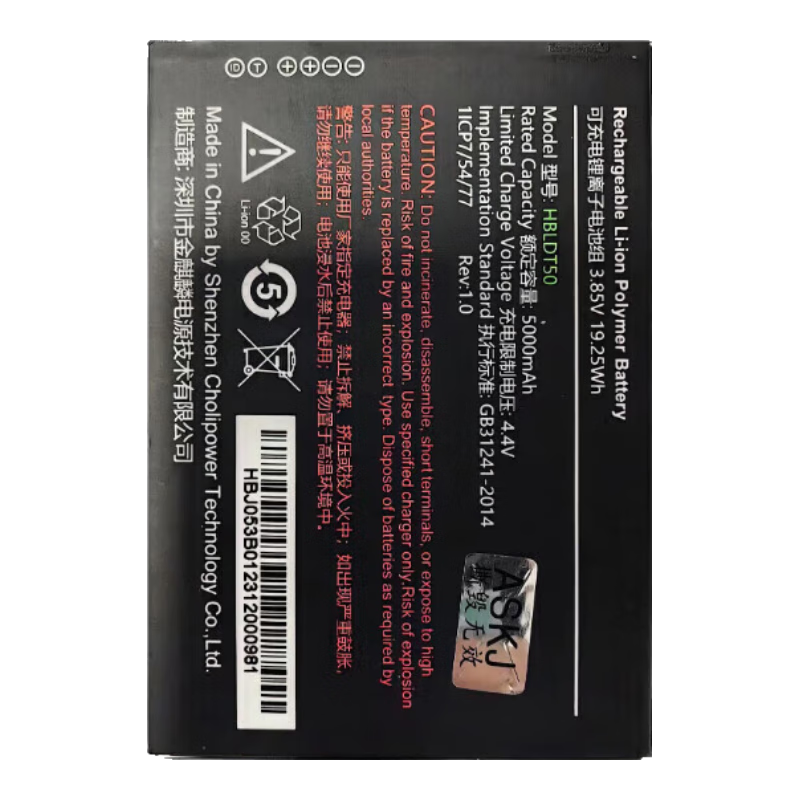 Rechargeable Li-ion Polymer Battery
可充电锂离子电池组 3.85V 19.25Wh
Model 型号: HBLDT50
Rated Capacity 额定容量: 5000mAh
Limited Charge Voltage 充电限制电压: 4.4V
Implementation Standard 执行标准: GB31241-2014
1ICP7/54/77
Rev:1.0
ASKJ
撕毁无效
CAUTION: Do not incinerate, disassemble, short terminals, or expose to high
temperature. Risk of fire and explosion. Use specified charger only.Risk of explosion
if the battery is replaced by an incorrect type. Dispose of batteries as required by
local authorities.
警告: 只能使用厂家指定充电器；禁止拆解、挤压或投入火中；如出现严重鼓胀，
请勿继续使用；电池浸水后禁止使用；请勿置于高温环境中。
Li-ion 00
5
HBJ053B012312000981
Made in China by Shenzhen Cholipower Technology Co.,Ltd.
制造商: 深圳市金麒麟电源技术有限公司
ID T + + − −